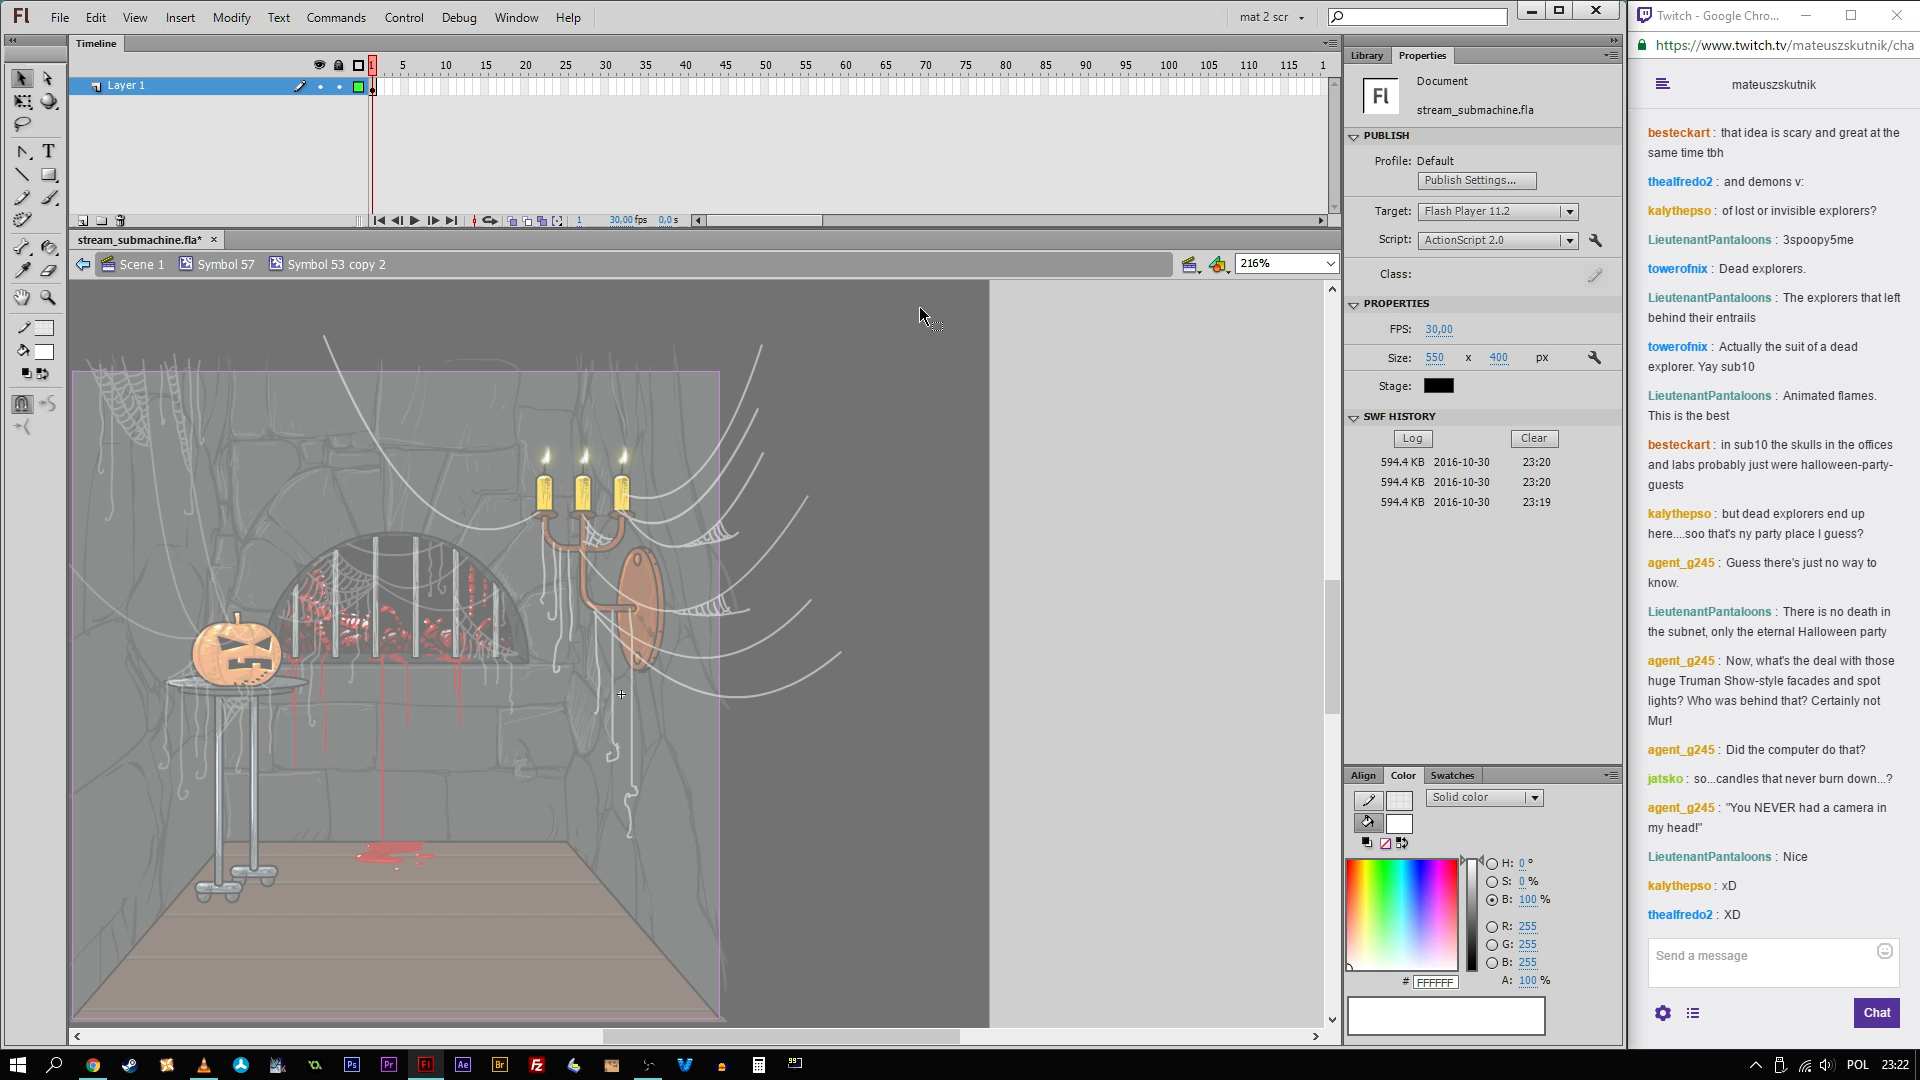 Fl File Edit View Insert Modify Text Commands Control Debug Window Help mat 2 scr
Twitch - Google Chro...
https://www.twitch.tv/mateuszskutnik/cha
Timeline
1 5 10 15 20 25 30 35 40 45 50 55 60 65 70 75 80 85 90 95 100 105 110 115 1
Layer 1
1 30,00 fps 0,0 s
stream_submachine.fla*
Scene 1 Symbol 57 Symbol 53 copy 2
216%
Library Properties
Fl
Document
stream_submachine.fla
PUBLISH
Profile: Default
Publish Settings...
Target: Flash Player 11.2
Script: ActionScript 2.0
Class:
PROPERTIES
FPS: 30,00
Size: 550 x 400 px
Stage:
SWF HISTORY
Log Clear
594.4 KB 2016-10-30 23:20
594.4 KB 2016-10-30 23:20
594.4 KB 2016-10-30 23:19
Align Color Swatches
Solid color
H: 0 °
S: 0 %
B: 100 %
R: 255
G: 255
B: 255
# FFFFFF
A: 100 %
mateuszskutnik
besteckart : that idea is scary and great at the
same time tbh
thealfredo2 : and demons v:
kalythepso : of lost or invisible explorers?
LieutenantPantaloons : 3spoopy5me
towerofnix : Dead explorers.
LieutenantPantaloons : The explorers that left
behind their entrails
towerofnix : Actually the suit of a dead
explorer. Yay sub10
LieutenantPantaloons : Animated flames.
This is the best
besteckart : in sub10 the skulls in the offices
and labs probably just were halloween-party-
guests
kalythepso : but dead explorers end up
here....soo that's ny party place I guess?
agent_g245 : Guess there's just no way to
know.
LieutenantPantaloons : There is no death in
the subnet, only the eternal Halloween party
agent_g245 : Now, what's the deal with those
huge Truman Show-style facades and spot
lights? Who was behind that? Certainly not
Mur!
agent_g245 : Did the computer do that?
jatsko : so...candles that never burn down...?
agent_g245 : "You NEVER had a camera in
my head!"
LieutenantPantaloons : Nice
kalythepso : xD
thealfredo2 : XD
Send a message
Chat
Ps Pr Fl Ae Br Fz
POL 23:22